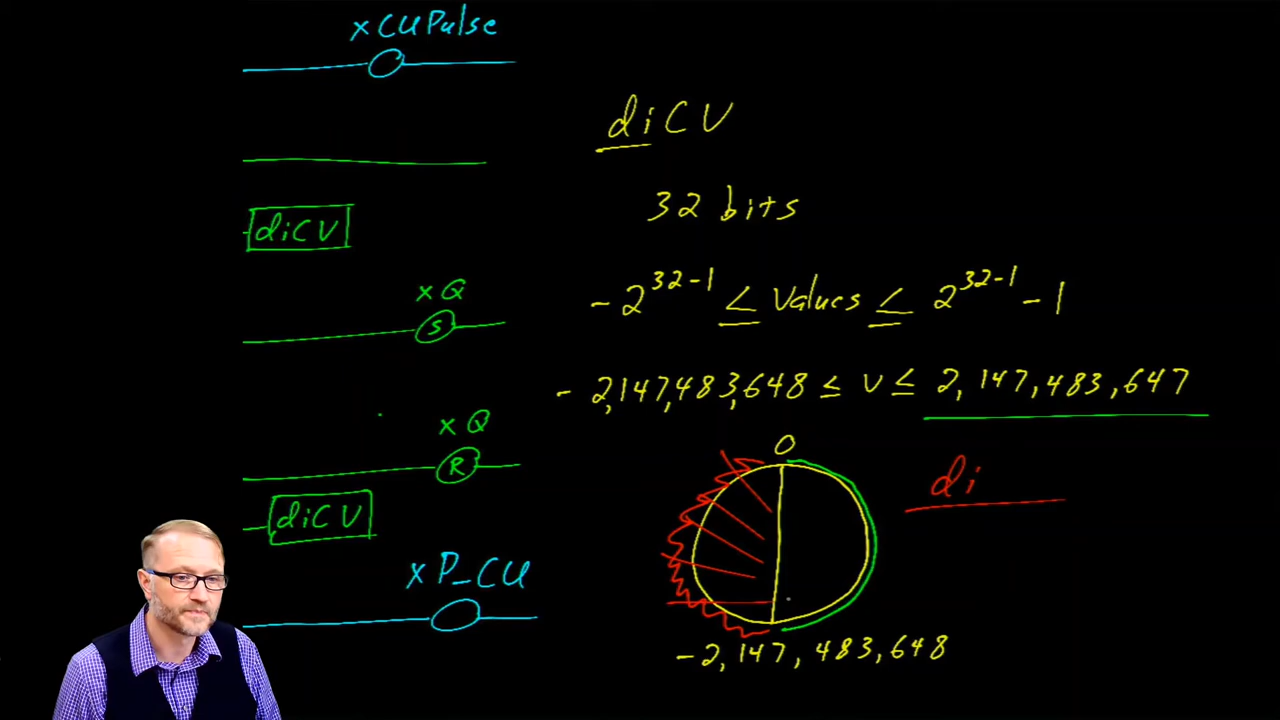 xCUPulse
diCV
xQ
S
xQ
R
diCV
xP_CU
diCV
32 bits
-2^32-1 ≤ Values ≤ 2^32-1 - 1
-2,147,483,648 ≤ v ≤ 2,147,483,647
0
di
-2,147,483,648